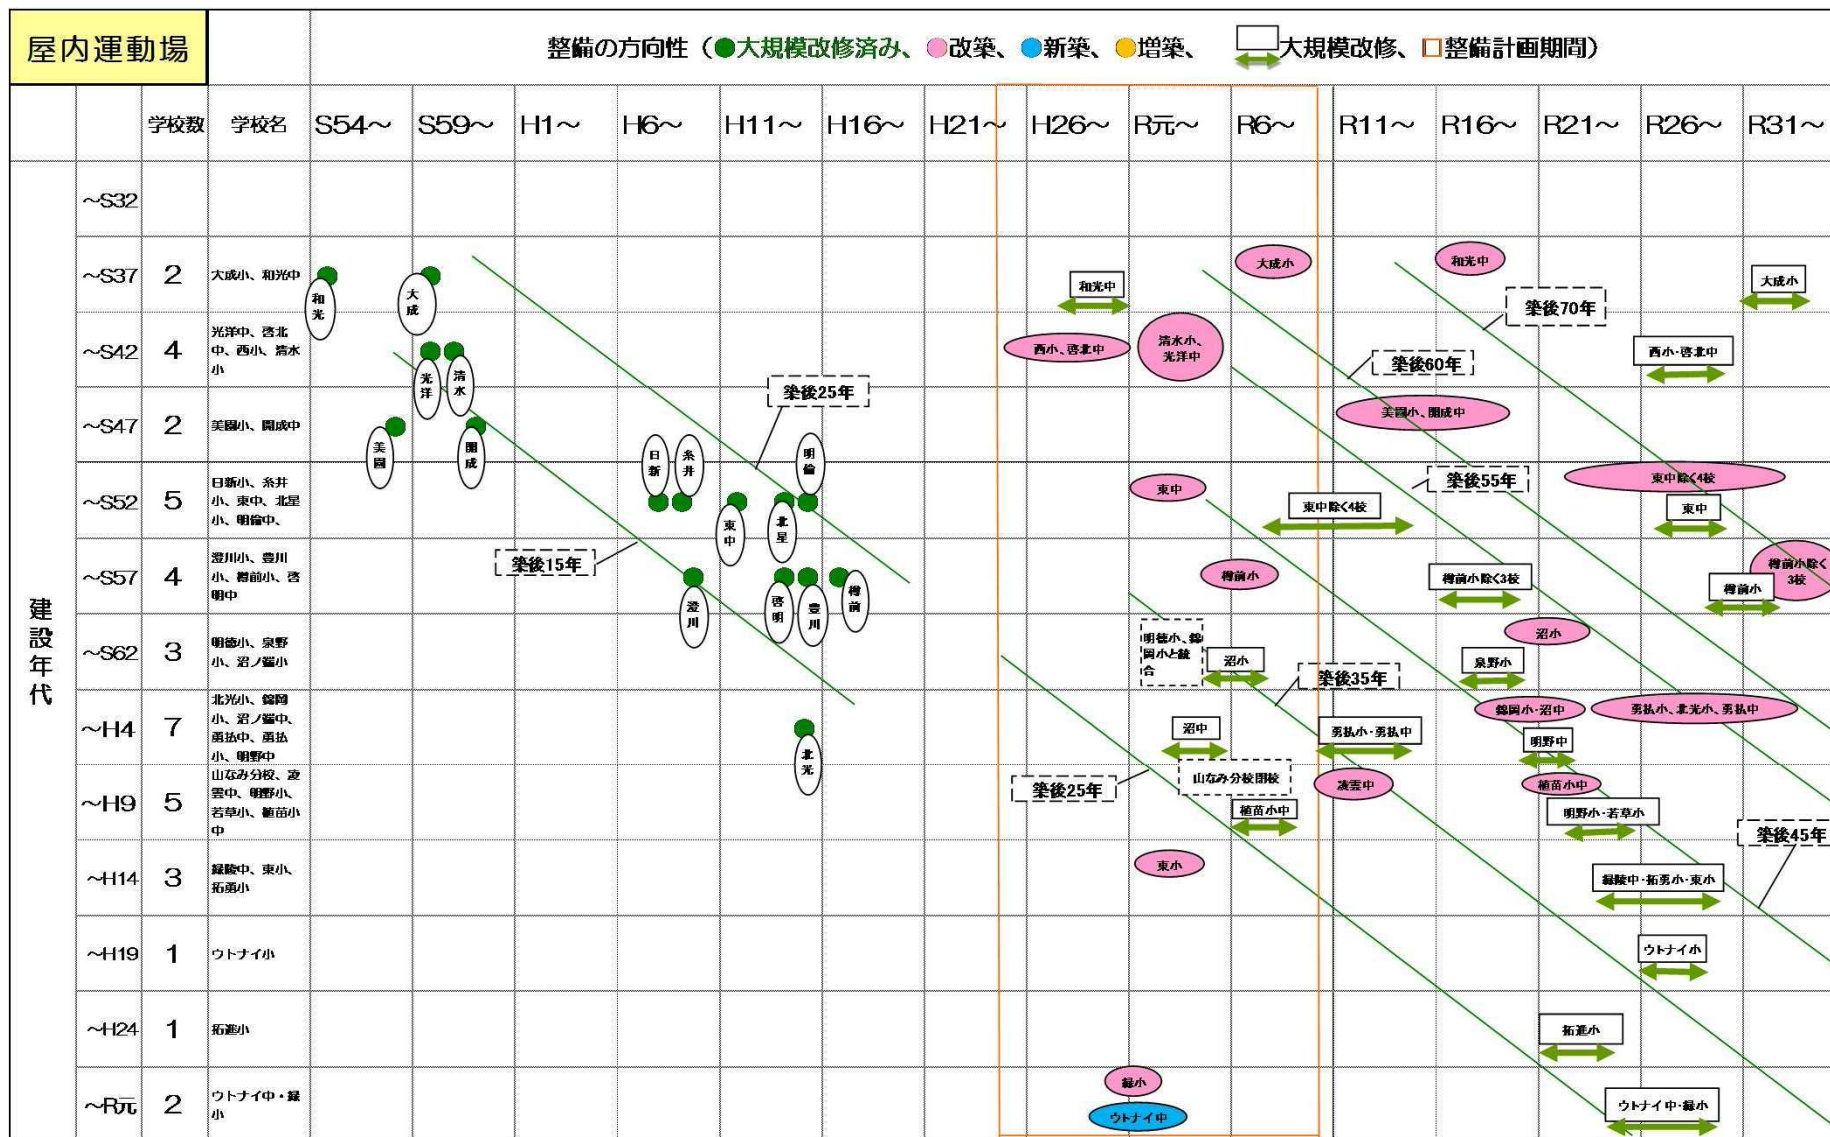 屋内運動場
整備の方向性（●大規模改修済み、●改築、●新築、●増築、 大規模改修、 整備計画期間）
学校数 学校名 S54～ S59～ H1～ H6～ H11～ H16～ H21～ H26～ R元～ R6～ R11～ R16～ R21～ R26～ R31～
建設年代
～S32
～S37 2 大成小、和光中
和光
大成
和光中
大成小
和光中
大成小
築後70年
～S42 4 光洋中、啓北
中、西小、清水
小
光洋
清水
西小、啓北中
清水小、
光洋中
西小・啓北中
築後60年
築後25年
～S47 2 美園小、開成中
美園
開成
美園小、開成中
～S52 5 日新小、糸井
小、東中、北星
小、明倫中、
日新
糸井
東中
北星
明倫
東中
東中除く4校
東中除く4校
東中
築後55年
築後15年
～S57 4 澄川小、豊川
小、樽前小、啓
明中
澄川
啓明
豊川
樽前
樽前小
樽前小除く3校
樽前小
樽前小除く
3校
～S62 3 明徳小、泉野
小、沼ノ端小
明徳小、錦
岡小と統
合
沼小
泉野小
沼小
築後35年
～H4 7 北光小、錦岡
小、沼ノ端中、
勇払中、勇払
小、明野中
北光
沼中
勇払小・勇払中
錦岡小・沼中
明野中
勇払小、北光小、勇払中
～H9 5 山なみ分校、凌
雲中、明野小、
若草小、植苗小
中
築後25年
山なみ分校閉校
植苗小中
凌雲中
植苗小中
明野小・若草小
築後45年
～H14 3 緑陵中、東小、
拓勇小
東小
緑陵中・拓勇小・東小
～H19 1 ウトナイ小
ウトナイ小
～H24 1 拓進小
拓進小
～R元 2 ウトナイ中・緑
小
緑小
ウトナイ中
ウトナイ中・緑小